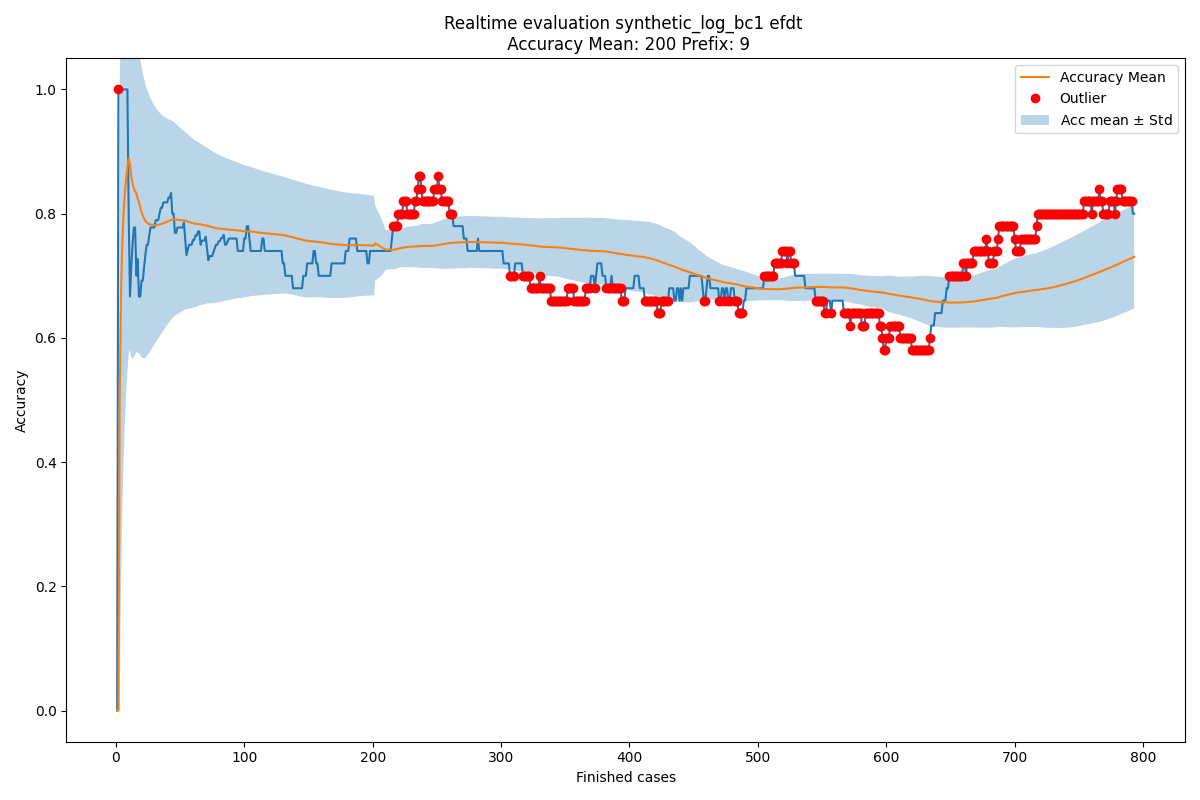 Realtime evaluation synthetic_log_bc1 efdt
Accuracy Mean: 200 Prefix: 9
Accuracy Mean
Outlier
Acc mean ± Std
1.0
0.8
0.6
0.4
0.2
0.0
Accuracy
0
100
200
300
400
500
600
700
800
Finished cases